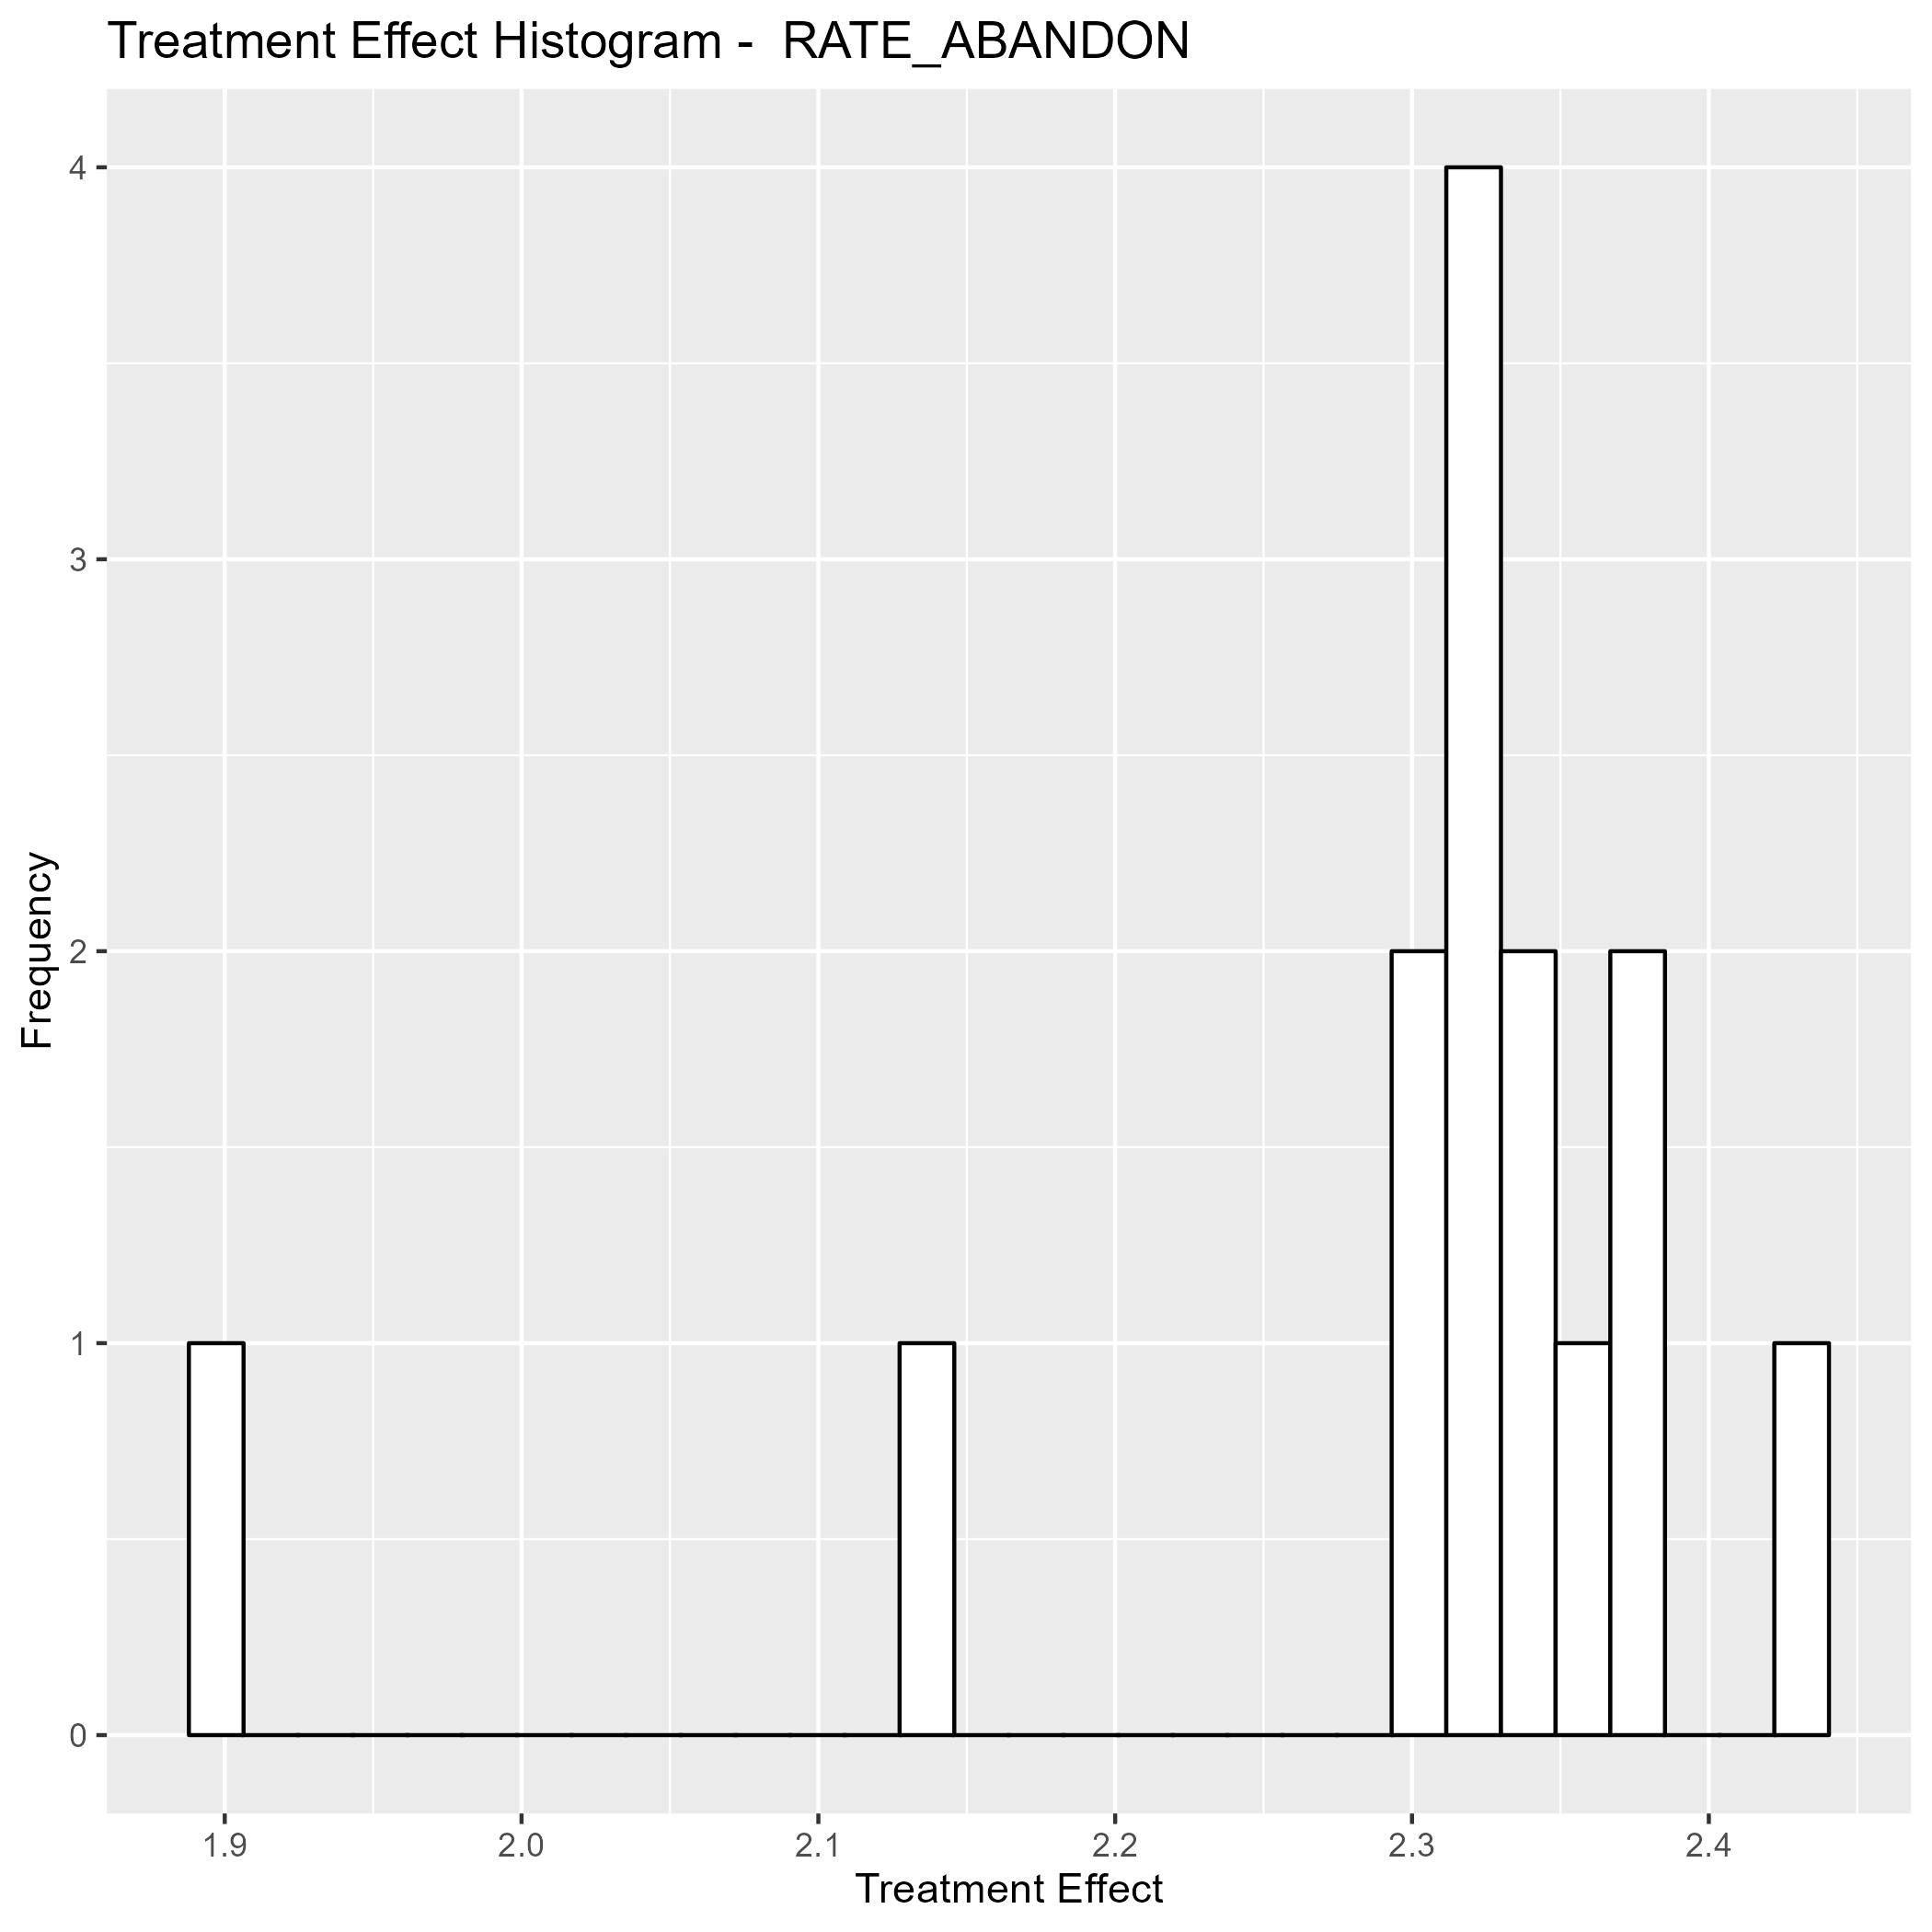 Treatment Effect Histogram -  RATE_ABANDON
Frequency
4
3
2
1
0
1.9 2.0 2.1 2.2 2.3 2.4
Treatment Effect